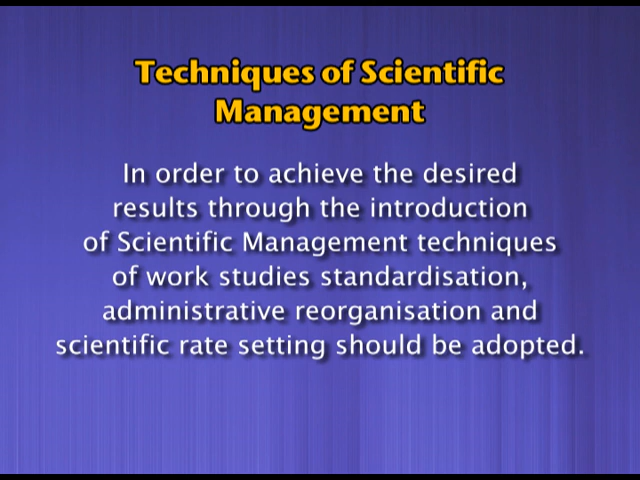 Techniques of Scientific
Management
In order to achieve the desired
results through the introduction
of Scientific Management techniques
of work studies standardisation,
administrative reorganisation and
scientific rate setting should be adopted.